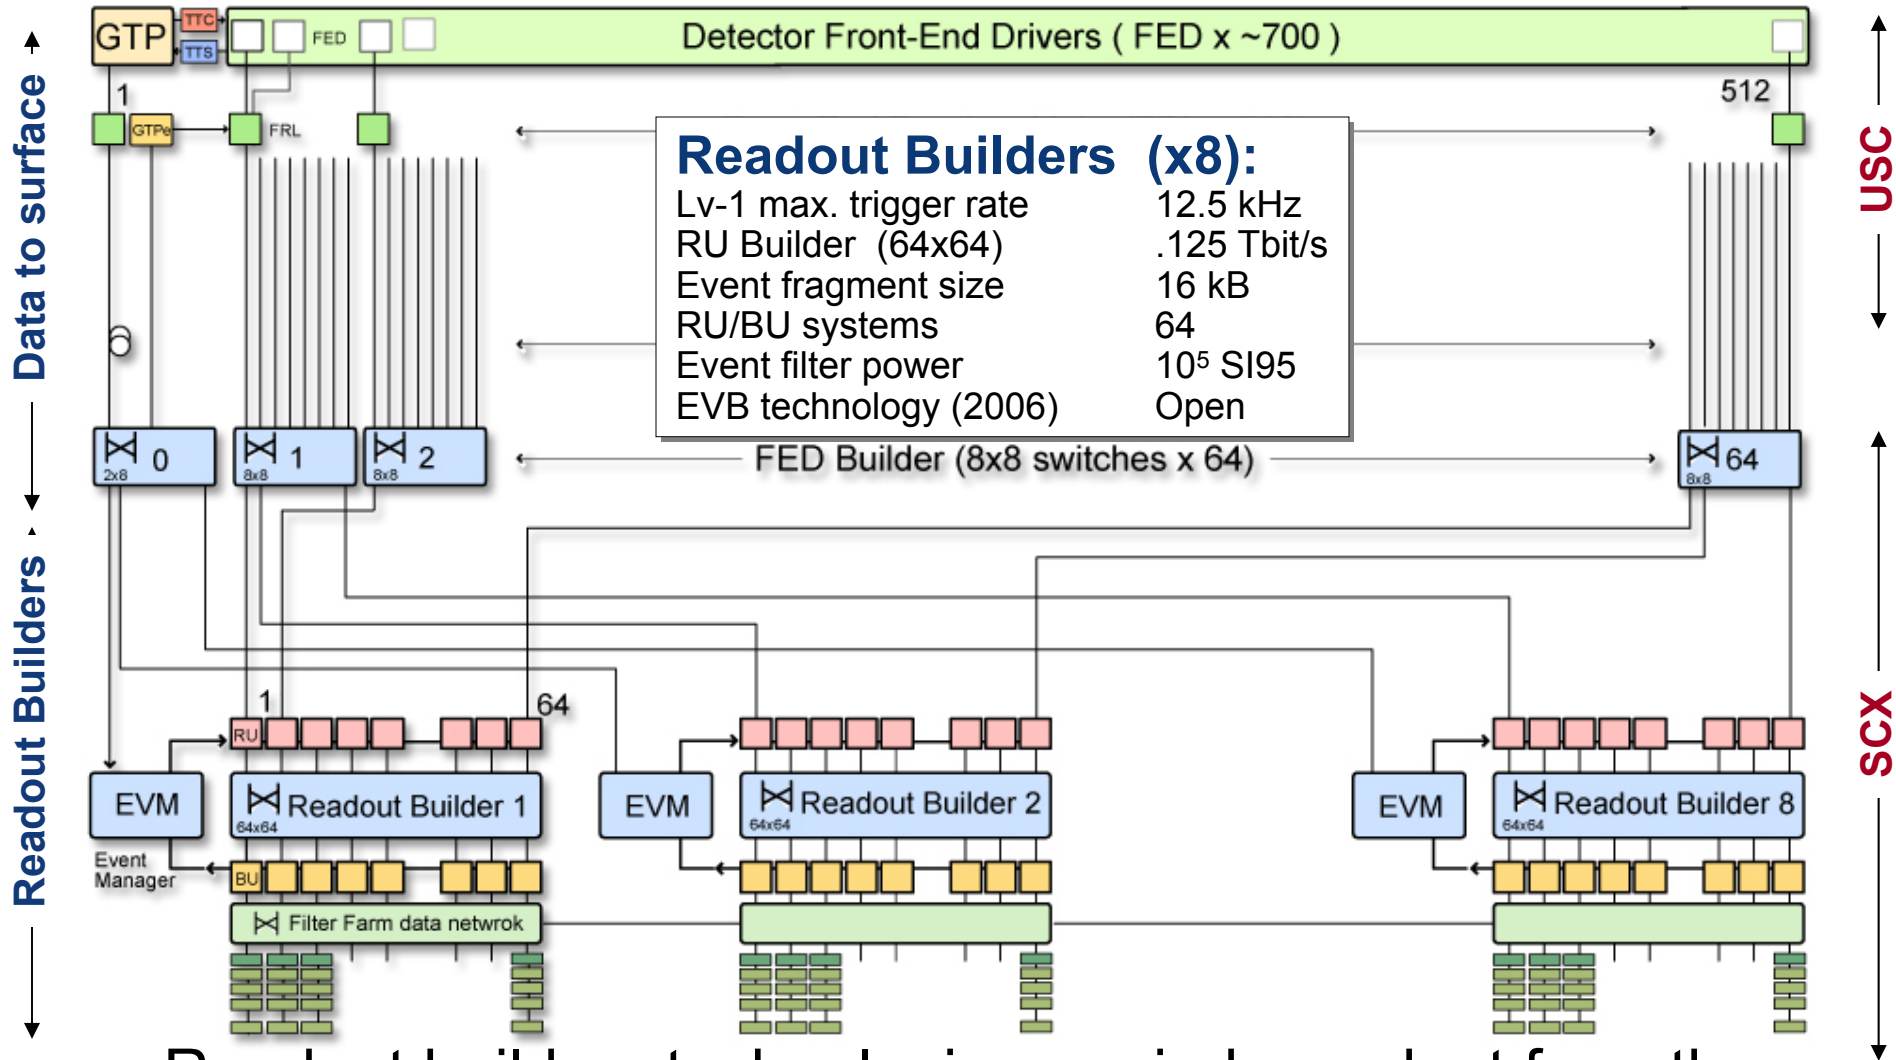 GTP
TTC
TTS
FED
Detector Front-End Drivers ( FED x ~700 )
1
512
GTPe
FRL
Data to surface
USC
Readout Builders (x8):
Lv-1 max. trigger rate 12.5 kHz
RU Builder (64x64) .125 Tbit/s
Event fragment size 16 kB
RU/BU systems 64
Event filter power 10⁵ SI95
EVB technology (2006) Open
0
2x8
1
8x8
2
8x8
FED Builder (8x8 switches x 64)
64
8x8
Readout Builders
SCX
1
64
RU
EVM
Readout Builder 1
64x64
EVM
Readout Builder 2
64x64
EVM
Readout Builder 8
64x64
Event
Manager
BU
Filter Farm data netwrok